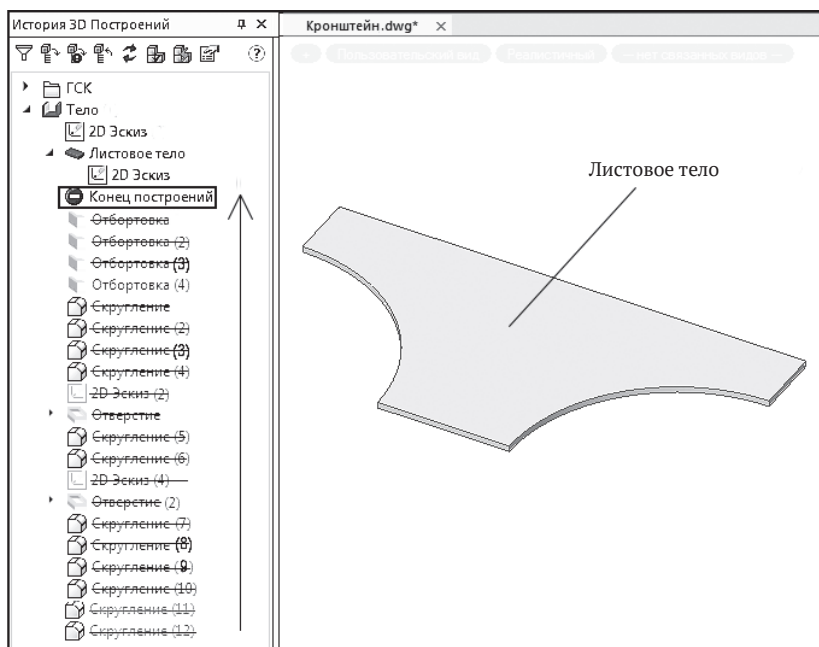 История 3D Построений
Кронштейн.dwg*
Пользовательский вид Реалистичный
ГСК
Тело
2D Эскиз
Листовое тело
2D Эскиз
Конец построений
Отбортовка
Отбортовка (2)
Отбортовка (3)
Отбортовка (4)
Скругление
Скругление (2)
Скругление (3)
Скругление (4)
2D Эскиз (2)
Отверстие
Скругление (5)
Скругление (6)
2D Эскиз (4)
Отверстие (2)
Скругление (7)
Скругление (8)
Скругление (9)
Скругление (10)
Скругление (11)
Скругление (12)
Листовое тело